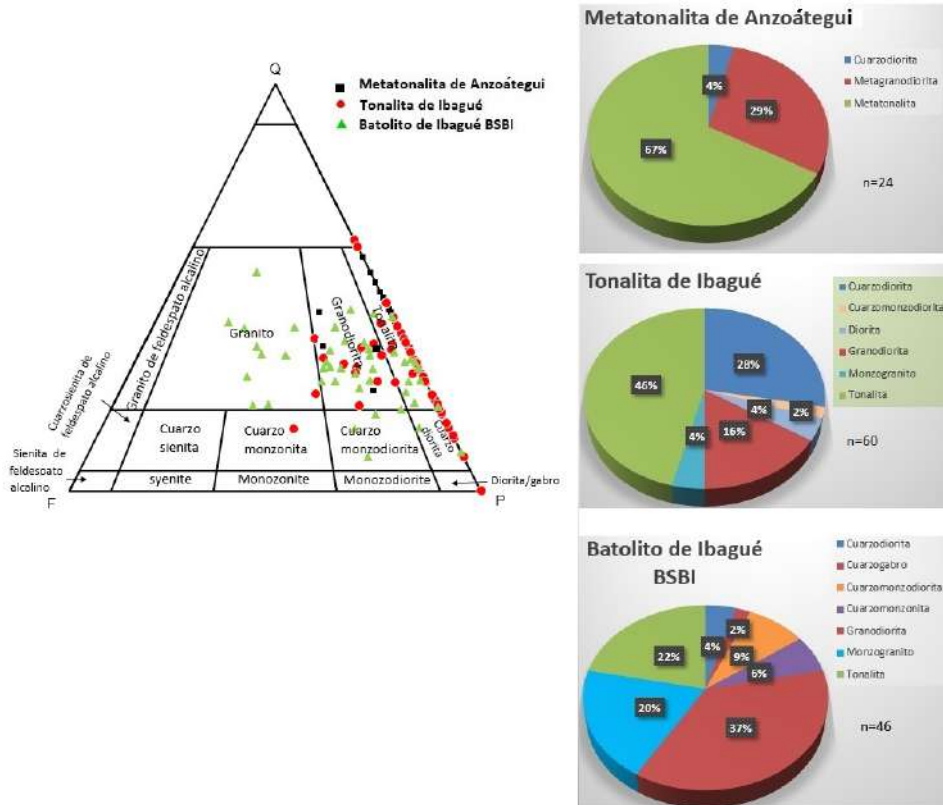 Q
Metatonalita de Anzoátegui
Tonalita de Ibagué
Batolito de Ibagué BSBI
Granito de feldespato alcalino
Granito
Granodiorita
Tonalita
Cuarzosienita de
feldespato alcalino
Cuarzo
sienita
Cuarzo
monzonita
Cuarzo
monzodiorita
Cuarzo
diorita
Sienita de
feldespato
alcalino
syenite
Monozonite
Monozodiorite
Diorita/gabro
F
P
Metatonalita de Anzoátegui
Cuarzodiorita
Metagranodiorita
Metatonalita
4%
29%
67%
n=24
Tonalita de Ibagué
Cuarzodiorita
Cuarzomonzodiorita
Diorita
Granodiorita
Monzogranito
Tonalita
28%
2%
4%
16%
4%
46%
n=60
Batolito de Ibagué
BSBI
Cuarzodiorita
Cuarzogabro
Cuarzomonzodiorita
Cuarzomonzonita
Granodiorita
Monzogranito
Tonalita
4%
2%
9%
6%
37%
20%
22%
n=46